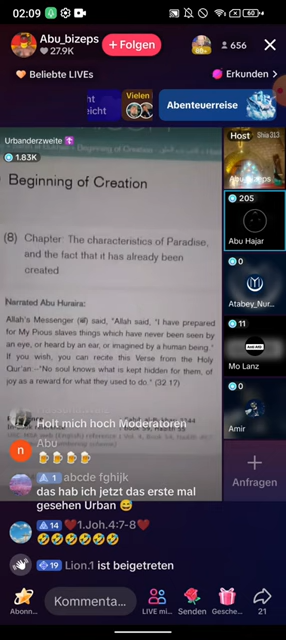 02:09
60
Abu_bizeps
27.9K
+ Folgen
656
Beliebte LIVEs
Erkunden >
Vielen
Abenteuerreise
Urbanderzweite
1.83K
Beginning of Creation
(8) Chapter: The characteristics of Paradise,
and the fact that it has already been
created
Narrated Abu Huraira:
Allah's Messenger (ﷺ) said, "Allah said, "I have prepared
for My Pious slaves things which have never been seen by
an eye, or heard by an ear, or imagined by a human being."
If you wish, you can recite this Verse from the Holy
Qur'an:--"No soul knows what is kept hidden for them, of
joy as a reward for what they used to do." (32.17)
Host
Shia313
205
Abu Hajar
0
Atabey_Nur...
11
Mo Lanz
0
Amir
+
Anfragen
Holt mich hoch Moderatoren
Abu
🍺🍺🍺🍺
1 abcde fghijk
das hab ich jetzt das erste mal
gesehen Urban 😅
14 ❤️1.Joh.4:7-8❤️
🤣🤣🤣🤣🤣🤣
19 Lion.1 ist beigetreten
Abonn...
Kommenta...
LIVE mi...
Senden
Gesche...
21